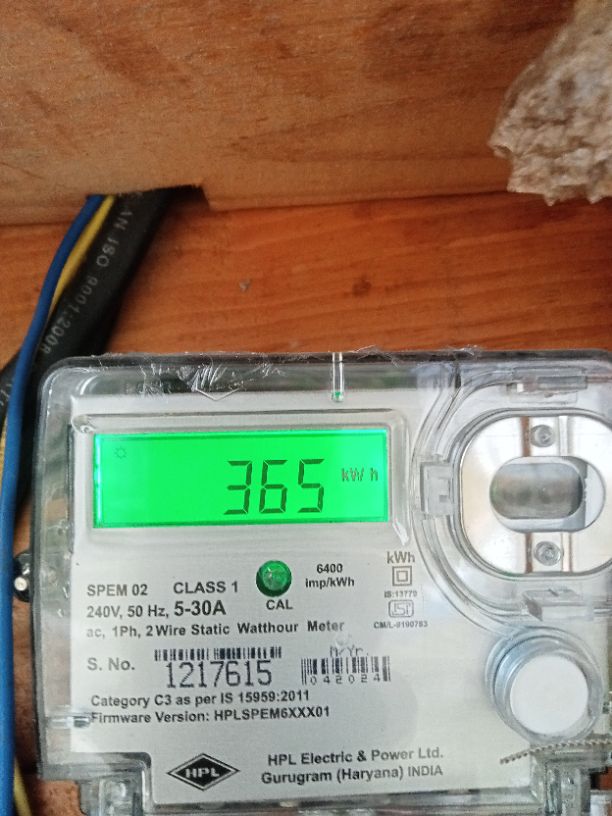 AN ISO 9001:2008
365 kW h
SPEM 02 CLASS 1
240V, 50 Hz, 5-30A
CAL
6400
imp/kWh
kWh
IS:13779
ISI
CM/L-9190783
ac, 1Ph, 2 Wire Static Watthour Meter
S. No.
1217615
M/Yr.
042024
Category C3 as per IS 15959:2011
Firmware Version: HPLSPEM6XXX01
HPL
HPL Electric & Power Ltd.
Gurugram (Haryana) INDIA